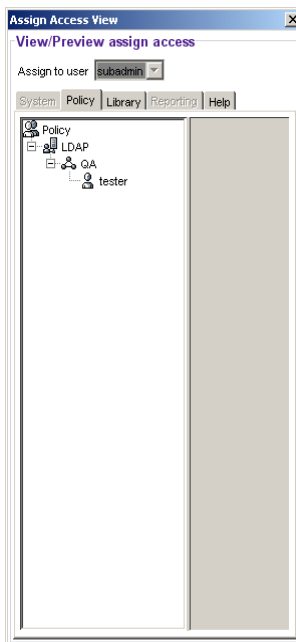 Assign Access View
View/Preview assign access
Assign to user subadmin
System Policy Library Reporting Help
Policy
LDAP
QA
tester